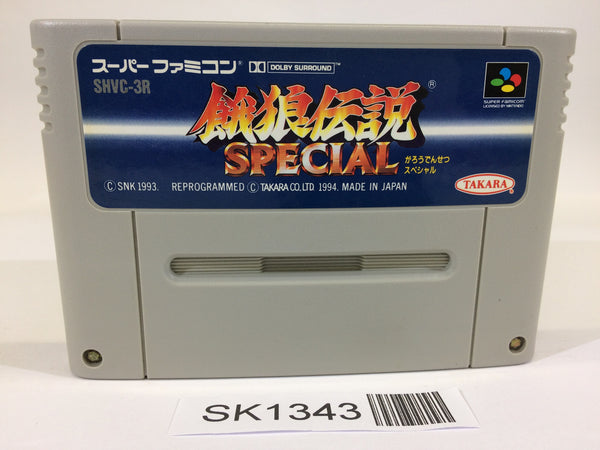 スーパーファミコン® DOLBY SURROUND™
SHVC-3R
餓狼伝説®
SPECIAL
がろうでんせつ
スペシャル
SUPER FAMICOM
LICENSED BY NINTENDO
© SNK 1993. REPROGRAMMED © TAKARA CO.LTD. 1994. MADE IN JAPAN
TAKARA
SK1343